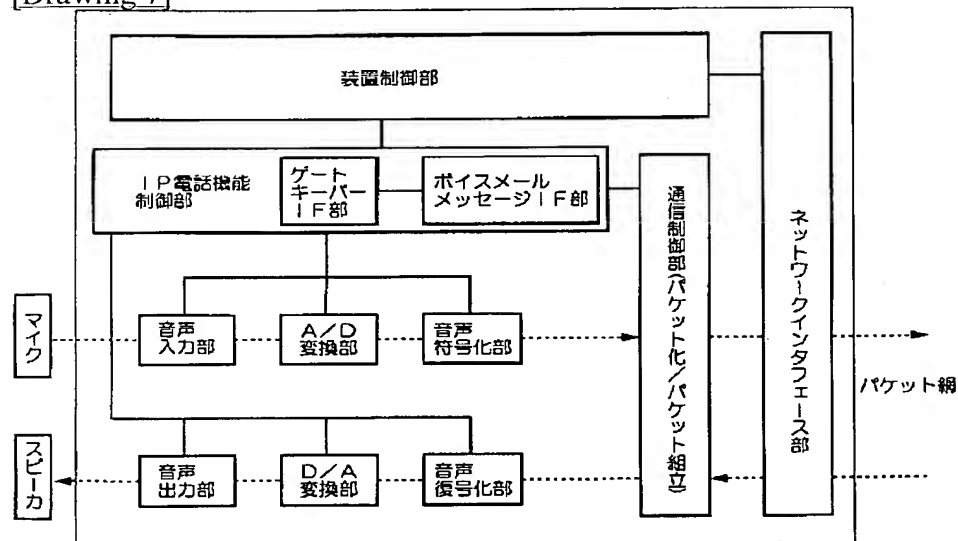 [Drawing 7]
装置制御部
IP電話機能
制御部
ゲート
キーパー
IF部
ボイスメール
メッセージIF部
通信制御部(パケット化/パケット組立)
ネットワークインタフェース部
マイク
音声
入力部
A/D
変換部
音声
符号化部
パケット網
スピーカ
音声
出力部
D/A
変換部
音声
復号化部